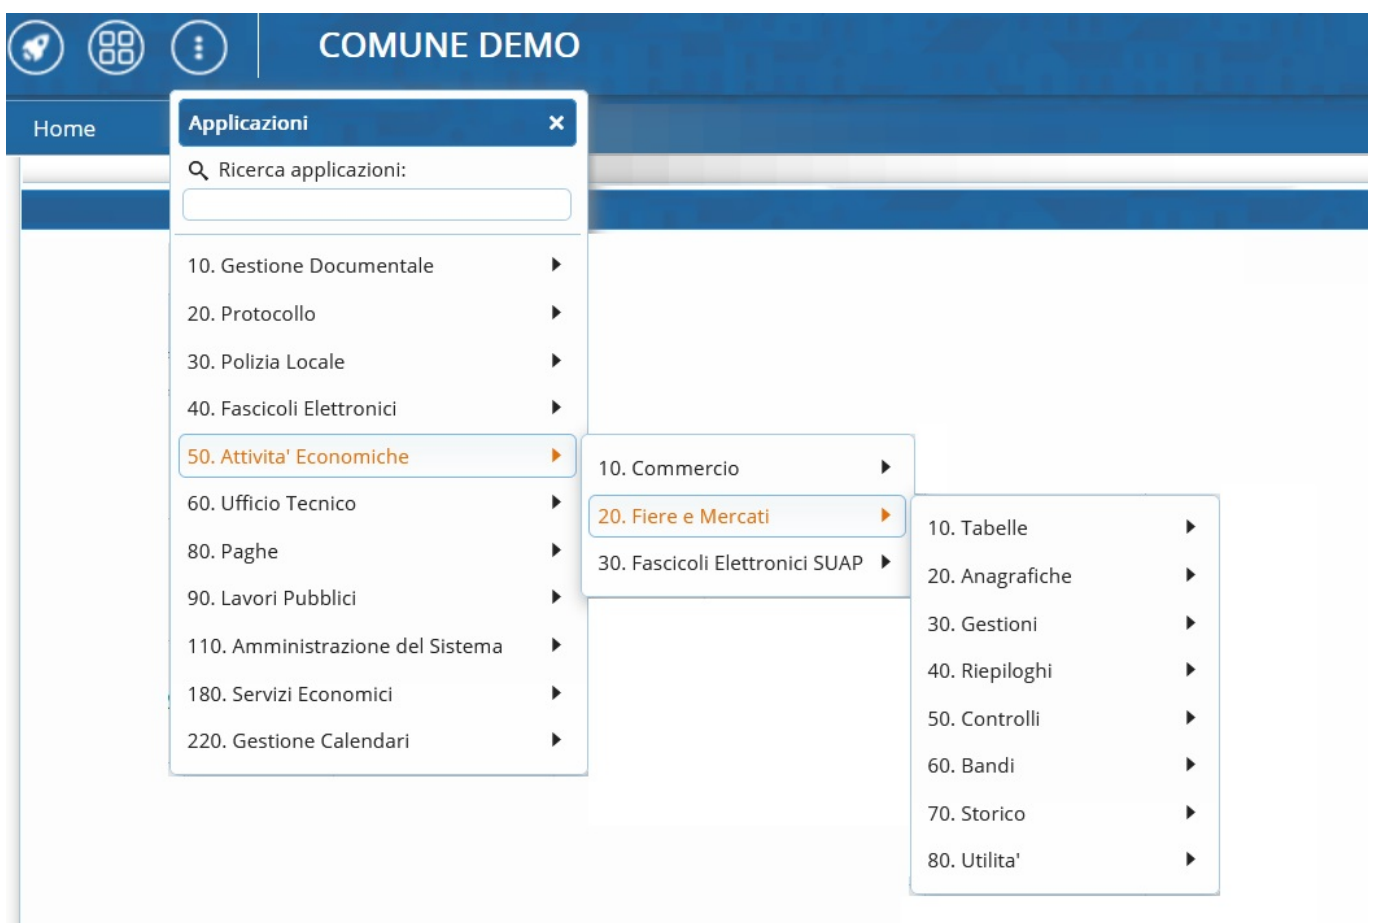 COMUNE DEMO
Home
Applicazioni
Ricerca applicazioni:
10. Gestione Documentale
20. Protocollo
30. Polizia Locale
40. Fascicoli Elettronici
50. Attivita' Economiche
60. Ufficio Tecnico
80. Paghe
90. Lavori Pubblici
110. Amministrazione del Sistema
180. Servizi Economici
220. Gestione Calendari
10. Commercio
20. Fiere e Mercati
30. Fascicoli Elettronici SUAP
10. Tabelle
20. Anagrafiche
30. Gestioni
40. Riepiloghi
50. Controlli
60. Bandi
70. Storico
80. Utilita'